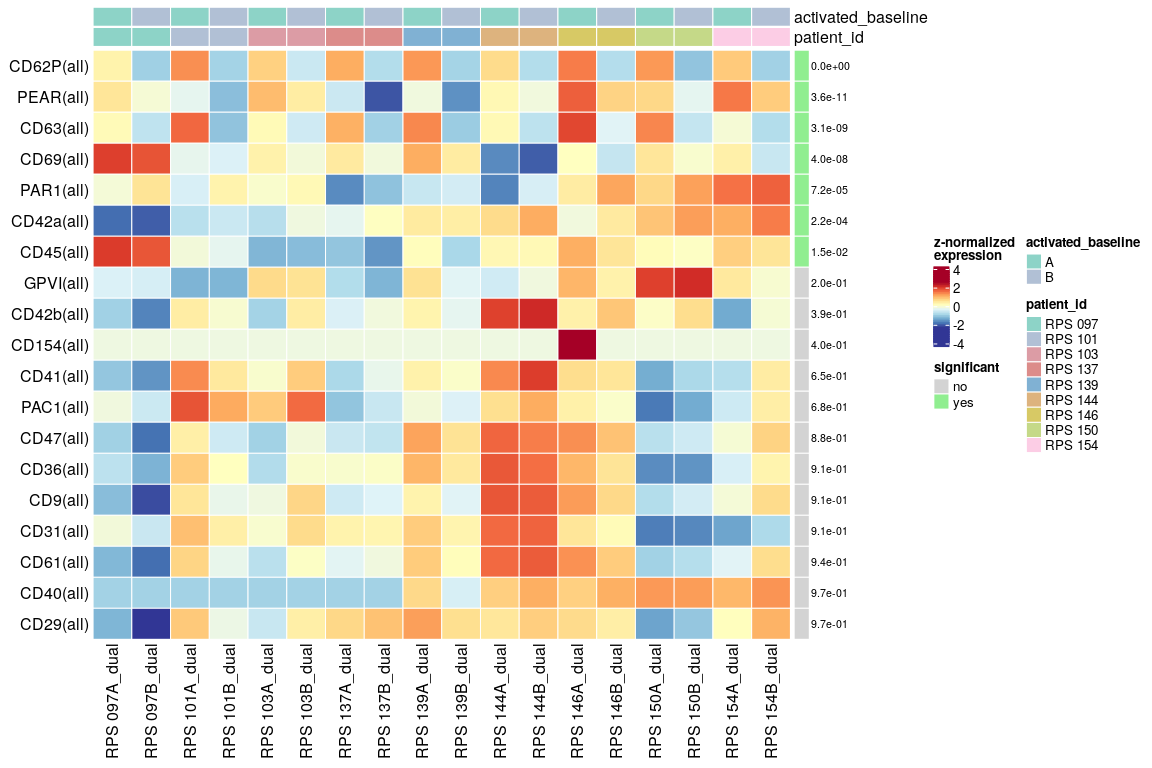 activated_baseline
patient_id
CD62P(all) 0.0e+00
PEAR(all) 3.6e-11
CD63(all) 3.1e-09
CD69(all) 4.0e-08
PAR1(all) 7.2e-05
CD42a(all) 2.2e-04
CD45(all) 1.5e-02
GPVI(all) 2.0e-01
CD42b(all) 3.9e-01
CD154(all) 4.0e-01
CD41(all) 6.5e-01
PAC1(all) 6.8e-01
CD47(all) 8.8e-01
CD36(all) 9.1e-01
CD9(all) 9.1e-01
CD31(all) 9.1e-01
CD61(all) 9.4e-01
CD40(all) 9.7e-01
CD29(all) 9.7e-01
RPS 097A_dual
RPS 097B_dual
RPS 101A_dual
RPS 101B_dual
RPS 103A_dual
RPS 103B_dual
RPS 137A_dual
RPS 137B_dual
RPS 139A_dual
RPS 139B_dual
RPS 144A_dual
RPS 144B_dual
RPS 146A_dual
RPS 146B_dual
RPS 150A_dual
RPS 150B_dual
RPS 154A_dual
RPS 154B_dual
z-normalized
expression
4
2
0
-2
-4
significant
no
yes
activated_baseline
A
B
patient_id
RPS 097
RPS 101
RPS 103
RPS 137
RPS 139
RPS 144
RPS 146
RPS 150
RPS 154